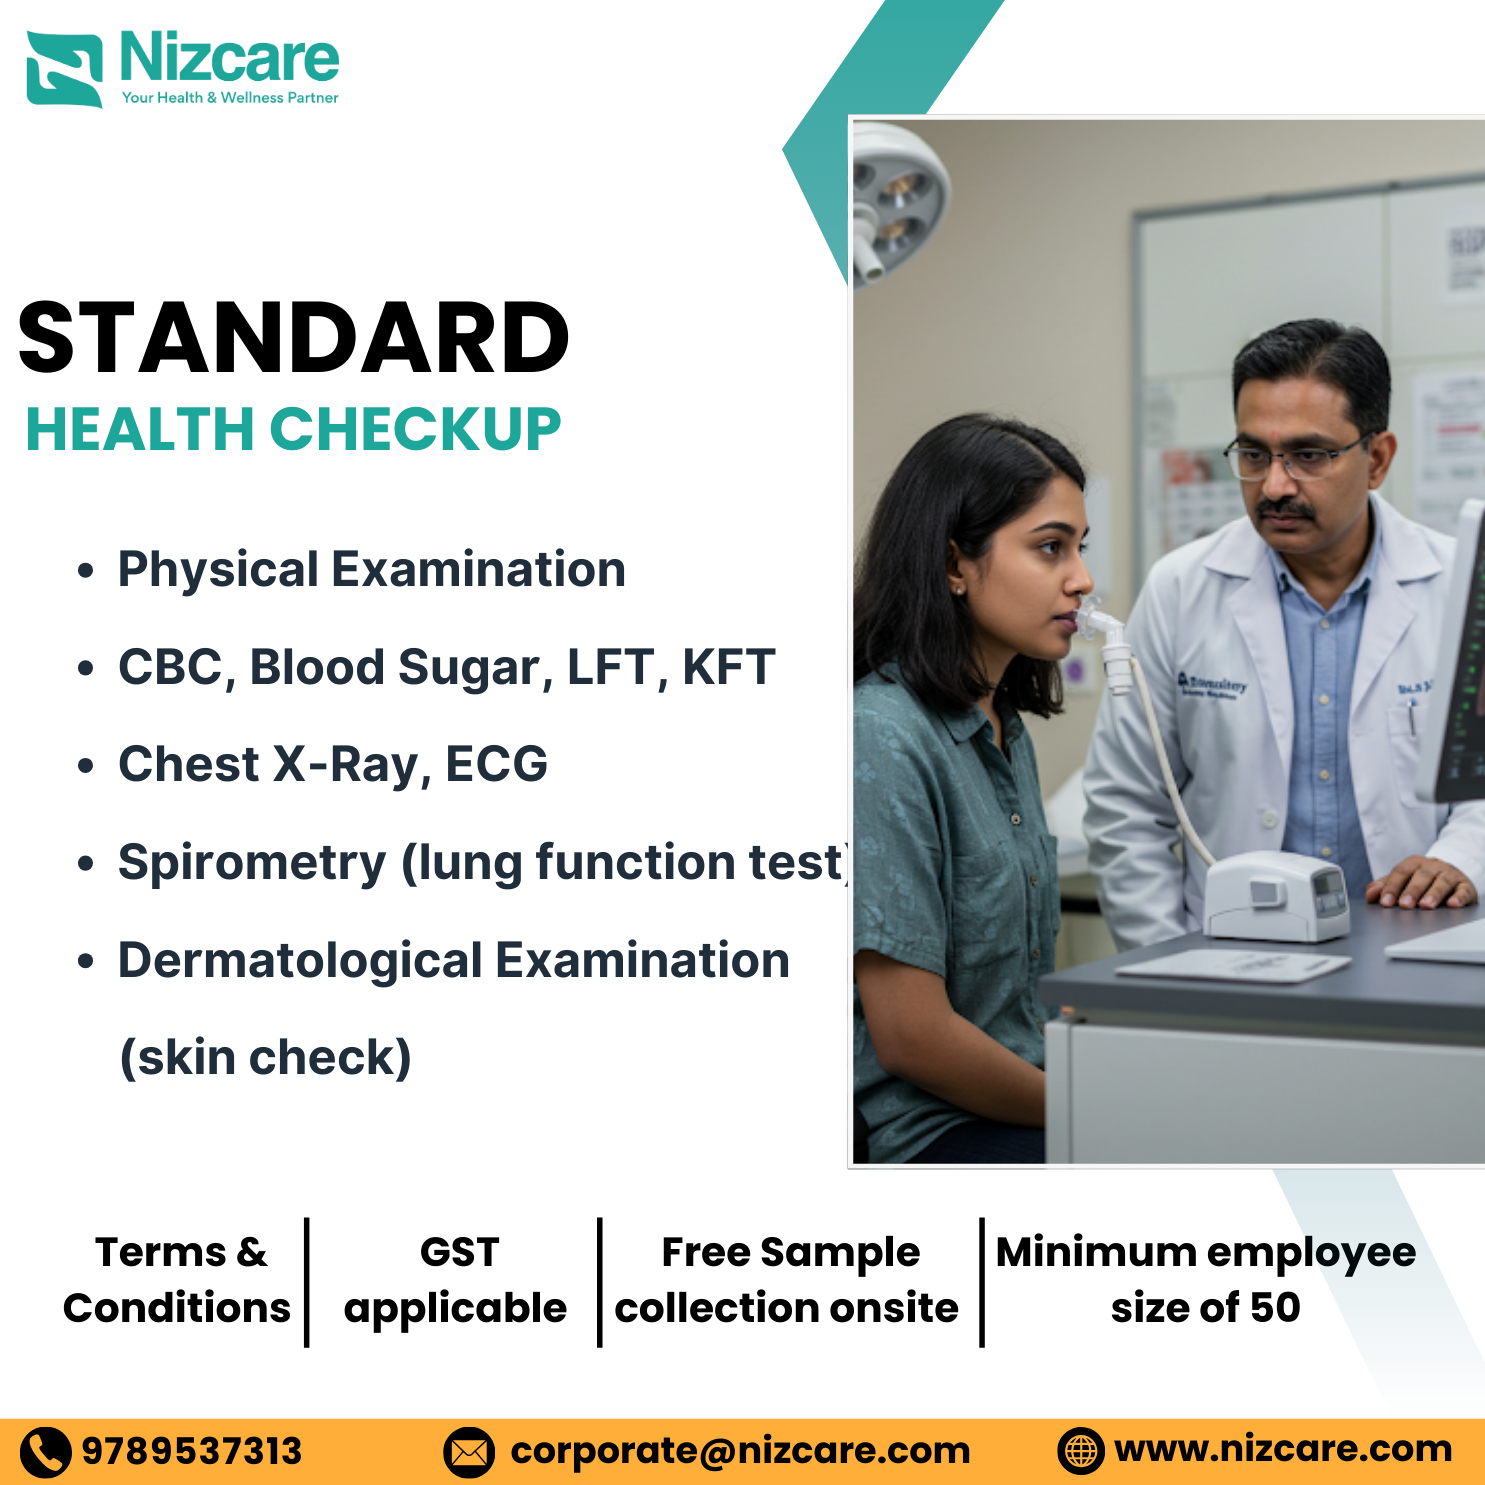 Nizcare
Your Health & Wellness Partner
STANDARD
HEALTH CHECKUP
• Physical Examination
• CBC, Blood Sugar, LFT, KFT
• Chest X-Ray, ECG
• Spirometry (lung function test)
• Dermatological Examination
(skin check)
Terms &
Conditions
GST
applicable
Free Sample
collection onsite
Minimum employee
size of 50
9789537313
corporate@nizcare.com
www.nizcare.com